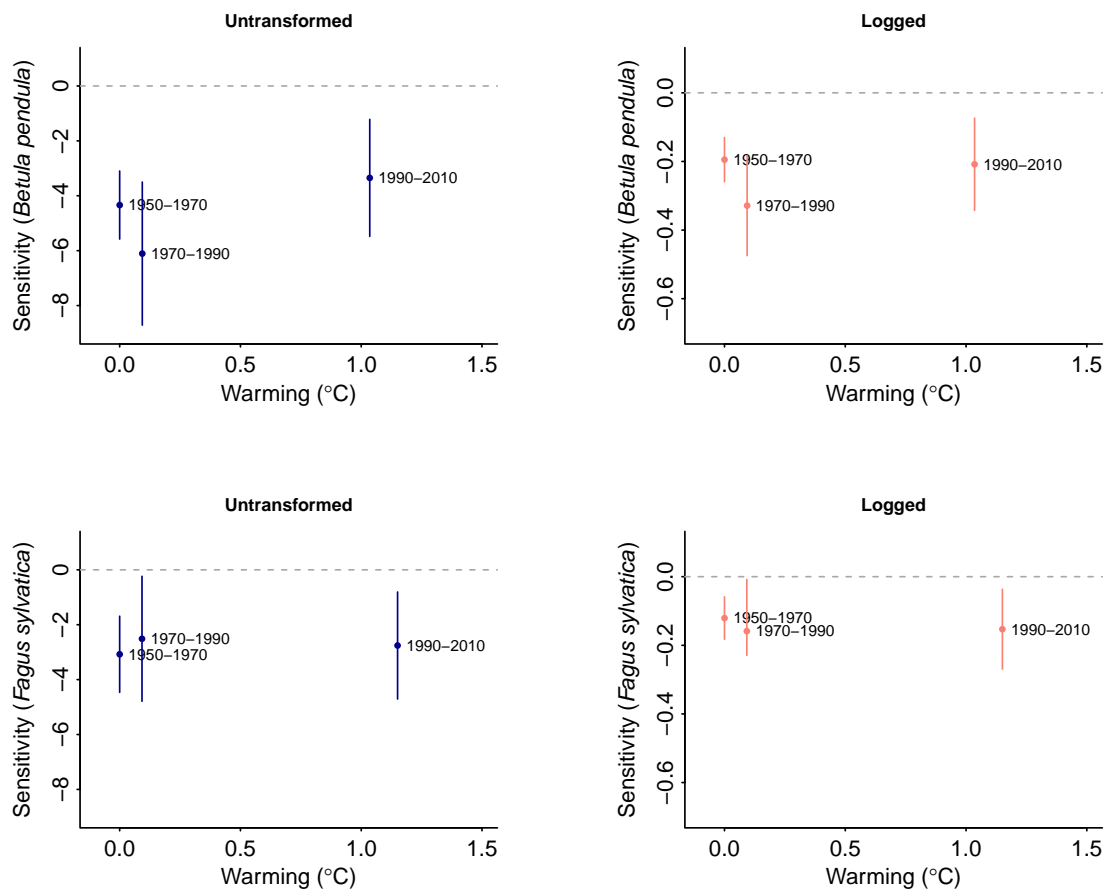 Untransformed
Sensitivity (Betula pendula)
0
−2
−4
−6
−8
1950−1970
1970−1990
1990−2010
0.0 0.5 1.0 1.5
Warming (°C)
Logged
Sensitivity (Betula pendula)
0.0
−0.2
−0.4
−0.6
1950−1970
1970−1990
1990−2010
0.0 0.5 1.0 1.5
Warming (°C)
Untransformed
Sensitivity (Fagus sylvatica)
0
−2
−4
−6
−8
1970−1990
1950−1970
1990−2010
0.0 0.5 1.0 1.5
Warming (°C)
Logged
Sensitivity (Fagus sylvatica)
0.0
−0.2
−0.4
−0.6
1950−1970
1970−1990
1990−2010
0.0 0.5 1.0 1.5
Warming (°C)